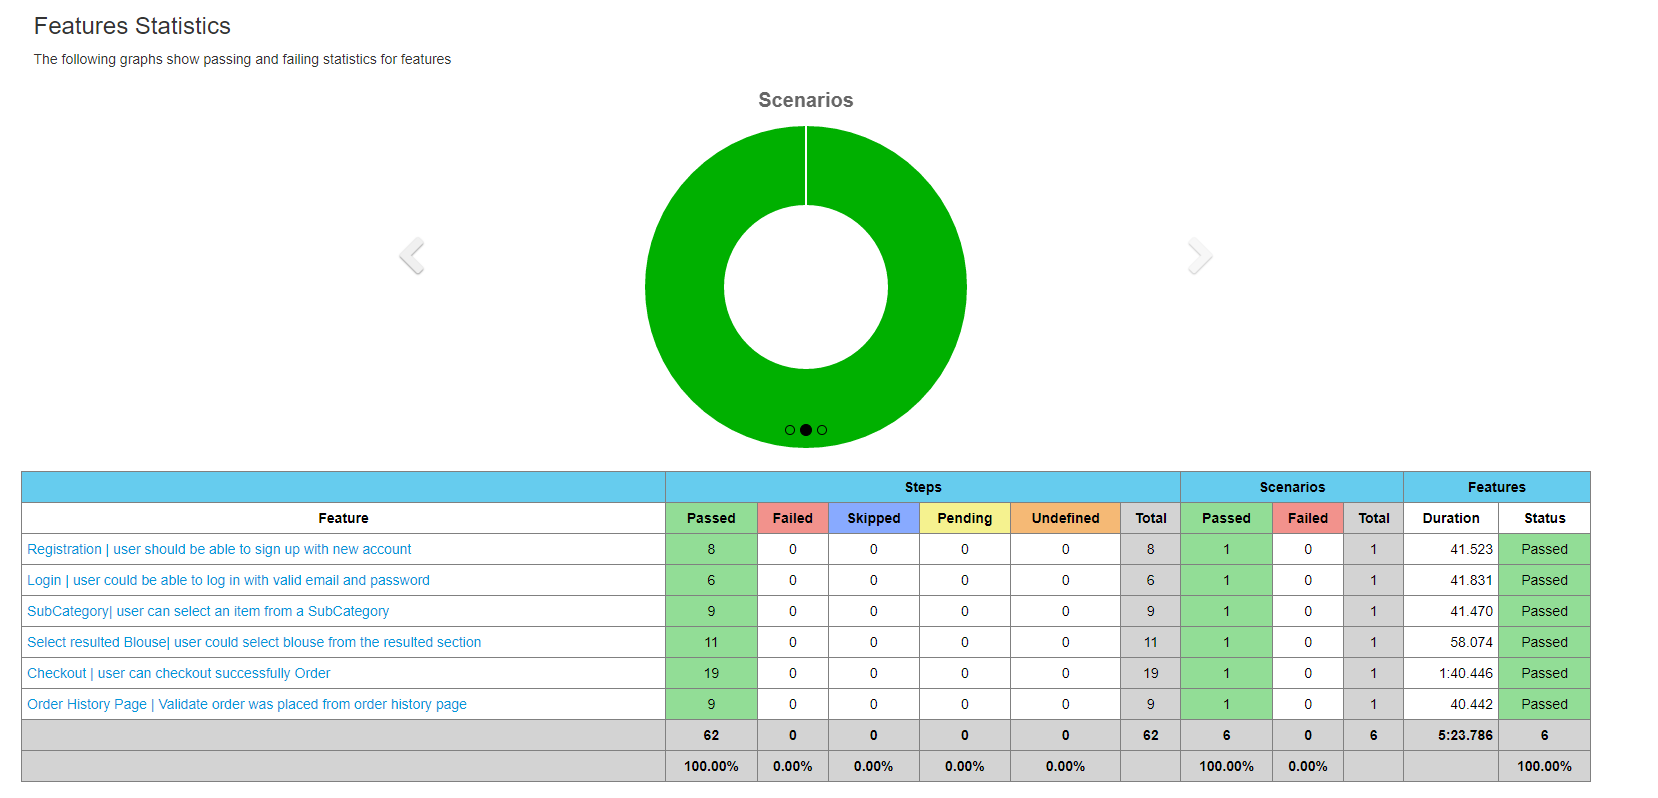 Features Statistics
The following graphs show passing and failing statistics for features
Scenarios
Steps Scenarios Features
Feature Passed Failed Skipped Pending Undefined Total Passed Failed Total Duration Status
Registration | user should be able to sign up with new account 8 0 0 0 0 8 1 0 1 41.523 Passed
Login | user could be able to log in with valid email and password 6 0 0 0 0 6 1 0 1 41.831 Passed
SubCategory| user can select an item from a SubCategory 9 0 0 0 0 9 1 0 1 41.470 Passed
Select resulted Blouse| user could select blouse from the resulted section 11 0 0 0 0 11 1 0 1 58.074 Passed
Checkout | user can checkout successfully Order 19 0 0 0 0 19 1 0 1 1:40.446 Passed
Order History Page | Validate order was placed from order history page 9 0 0 0 0 9 1 0 1 40.442 Passed
62 0 0 0 0 62 6 0 6 5:23.786 6
100.00% 0.00% 0.00% 0.00% 0.00% 100.00% 0.00% 100.00%